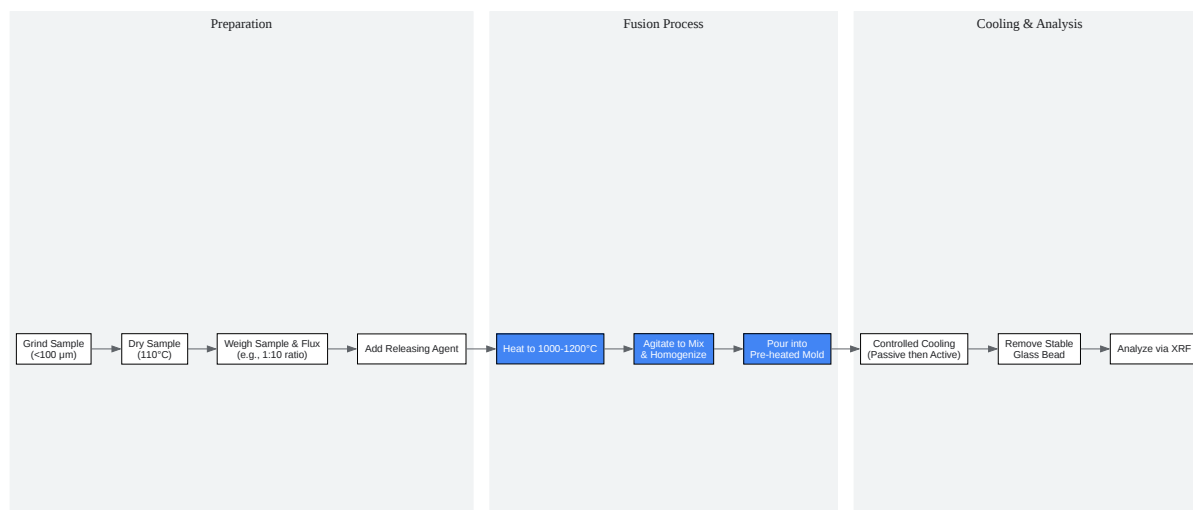 Preparation
Grind Sample
(<100 µm)
Dry Sample
(110°C)
Weigh Sample & Flux
(e.g., 1:10 ratio)
Add Releasing Agent
Fusion Process
Heat to 1000-1200°C
Agitate to Mix
& Homogenize
Pour into
Pre-heated Mold
Cooling & Analysis
Controlled Cooling
(Passive then Active)
Remove Stable
Glass Bead
Analyze via XRF